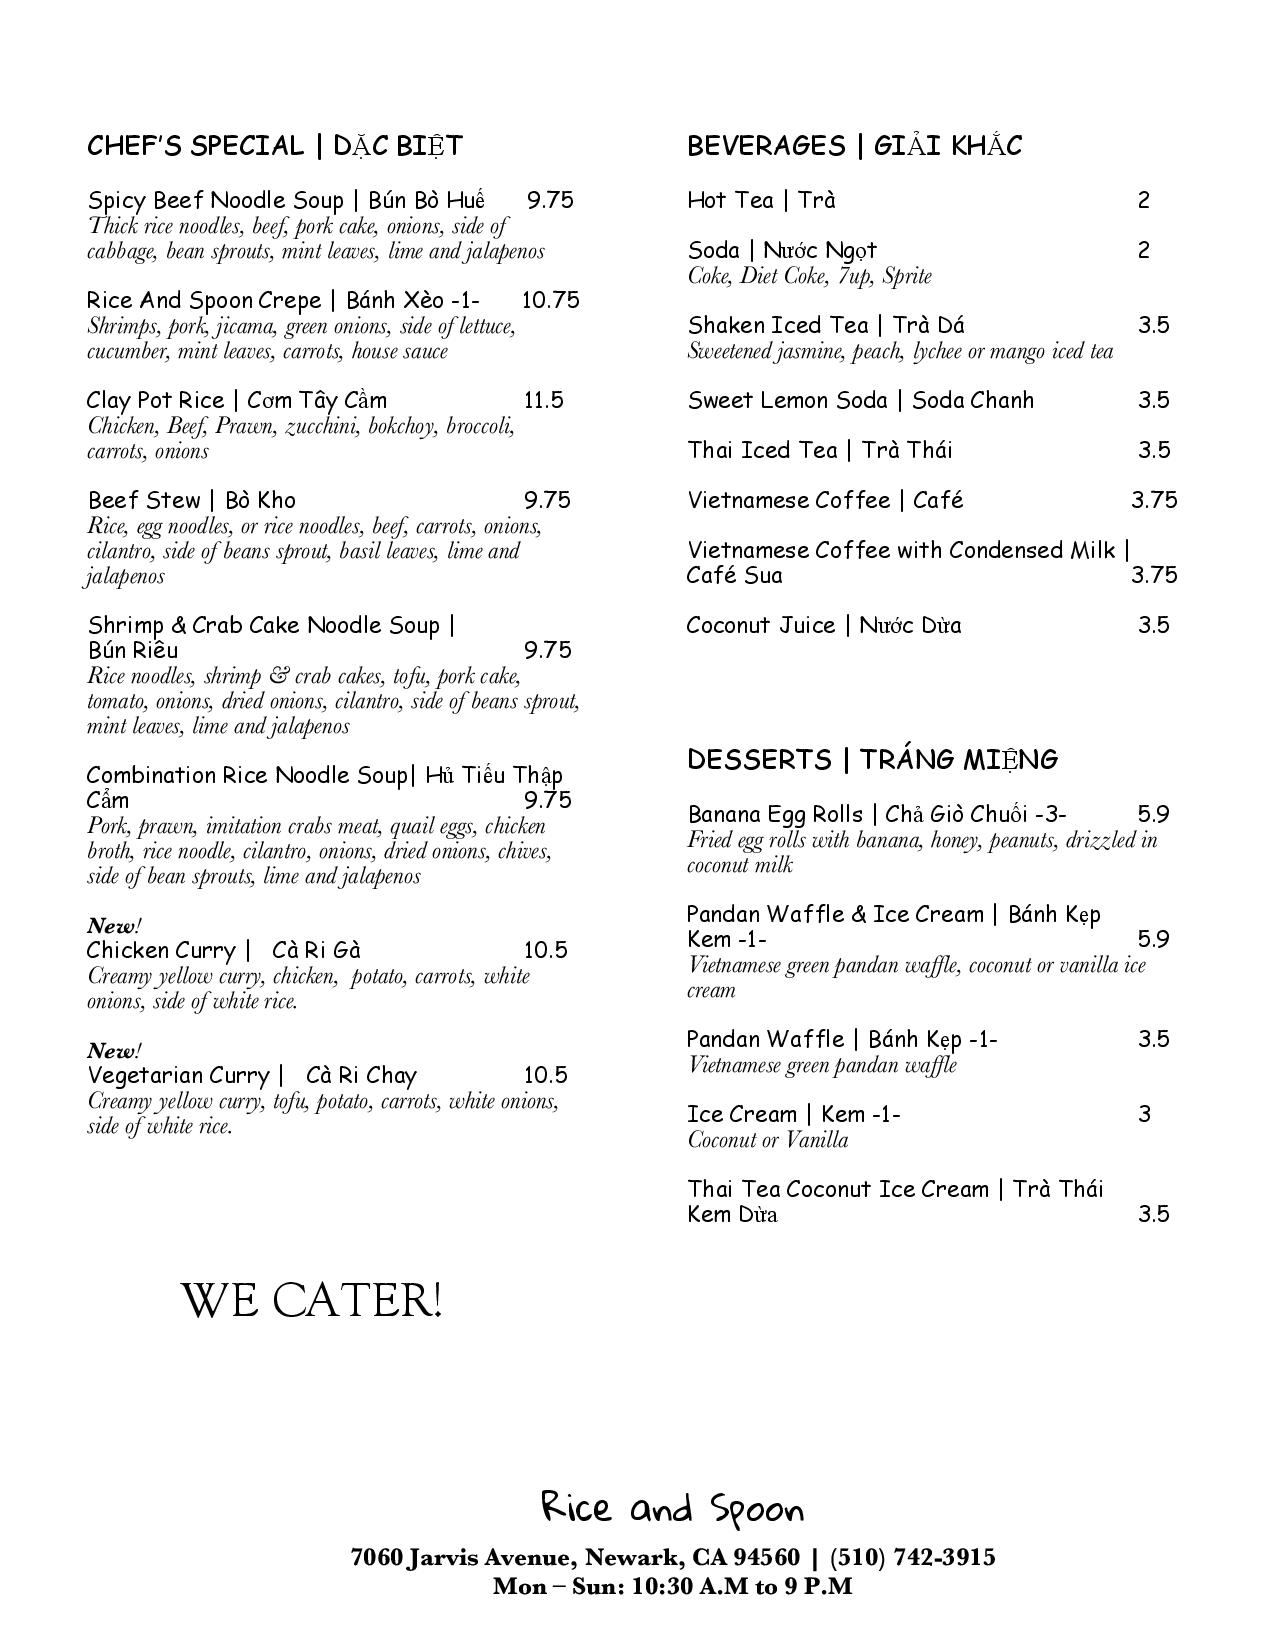 CHEF'S SPECIAL | DẶC BIỆT
Spicy Beef Noodle Soup | Bún Bò Huế 9.75
Thick rice noodles, beef, pork cake, onions, side of
cabbage, bean sprouts, mint leaves, lime and jalapenos
Rice And Spoon Crepe | Bánh Xèo -1- 10.75
Shrimps, pork, jicama, green onions, side of lettuce,
cucumber, mint leaves, carrots, house sauce
Clay Pot Rice | Cơm Tây Cầm 11.5
Chicken, Beef, Prawn, zucchini, bokchoy, broccoli,
carrots, onions
Beef Stew | Bò Kho 9.75
Rice, egg noodles, or rice noodles, beef, carrots, onions,
cilantro, side of beans sprout, basil leaves, lime and
jalapenos
Shrimp & Crab Cake Noodle Soup |
Bún Riêu 9.75
Rice noodles, shrimp & crab cakes, tofu, pork cake,
tomato, onions, dried onions, cilantro, side of beans sprout,
mint leaves, lime and jalapenos
Combination Rice Noodle Soup| Hủ Tiếu Thập
Cẩm 9.75
Pork, prawn, imitation crabs meat, quail eggs, chicken
broth, rice noodle, cilantro, onions, dried onions, chives,
side of bean sprouts, lime and jalapenos
New!
Chicken Curry | Cà Ri Gà 10.5
Creamy yellow curry, chicken, potato, carrots, white
onions, side of white rice.
New!
Vegetarian Curry | Cà Ri Chay 10.5
Creamy yellow curry, tofu, potato, carrots, white onions,
side of white rice.
WE CATER!
BEVERAGES | GIẢI KHẮC
Hot Tea | Trà 2
Soda | Nước Ngọt 2
Coke, Diet Coke, 7up, Sprite
Shaken Iced Tea | Trà Dá 3.5
Sweetened jasmine, peach, lychee or mango iced tea
Sweet Lemon Soda | Soda Chanh 3.5
Thai Iced Tea | Trà Thái 3.5
Vietnamese Coffee | Café 3.75
Vietnamese Coffee with Condensed Milk |
Café Sua 3.75
Coconut Juice | Nước Dừa 3.5
DESSERTS | TRÁNG MIỆNG
Banana Egg Rolls | Chả Giò Chuối -3- 5.9
Fried egg rolls with banana, honey, peanuts, drizzled in
coconut milk
Pandan Waffle & Ice Cream | Bánh Kẹp
Kem -1- 5.9
Vietnamese green pandan waffle, coconut or vanilla ice
cream
Pandan Waffle | Bánh Kẹp -1- 3.5
Vietnamese green pandan waffle
Ice Cream | Kem -1- 3
Coconut or Vanilla
Thai Tea Coconut Ice Cream | Trà Thái
Kem Dừa 3.5
Rice and Spoon
7060 Jarvis Avenue, Newark, CA 94560 | (510) 742-3915
Mon – Sun: 10:30 A.M to 9 P.M